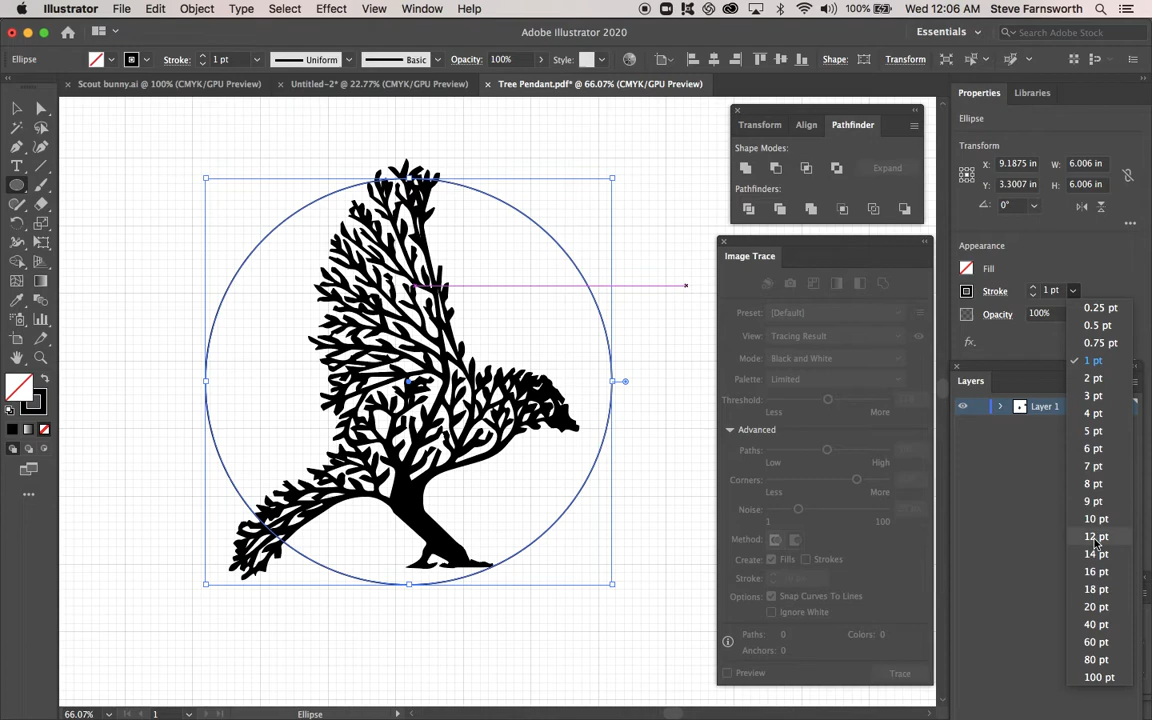 Illustrator File Edit Object Type Select Effect View Window Help 100% Wed 12:06 AM Steve Farnsworth
Adobe Illustrator 2020 Essentials Adobe Stock
Ellipse Stroke: 1 pt Uniform Basic Opacity: 100% Style: Shape: Transform
Scout bunny.ai @ 100% (CMYK/GPU Preview) Untitled-2* @ 22.77% (CMYK/GPU Preview) Tree Pendant.pdf* @ 66.07% (CMYK/GPU Preview)
Transform Align Pathfinder
Shape Modes:
Expand
Pathfinders:
Image Trace
Preset: [Default]
View: Tracing Result
Mode: Black and White
Palette: Limited
Threshold:
Less More
Advanced
Paths:
Low High
Corners:
Less More
Noise:
1 100
Method:
Create: Fills Strokes
Stroke:
Options: Snap Curves To Lines
Ignore White
Paths: 0 Colors: 0
Anchors: 0
Preview Trace
Properties Libraries
Ellipse
Transform
X: 9.1875 in W: 6.006 in
Y: 3.3007 in H: 6.006 in
0°
Appearance
Fill
Stroke 1 pt
Opacity 100%
fx.
Layers
Layer 1
0.25 pt
0.5 pt
0.75 pt
1 pt
2 pt
3 pt
4 pt
5 pt
6 pt
7 pt
8 pt
9 pt
10 pt
12 pt
14 pt
16 pt
18 pt
20 pt
40 pt
60 pt
80 pt
100 pt
66.07% 1 Ellipse